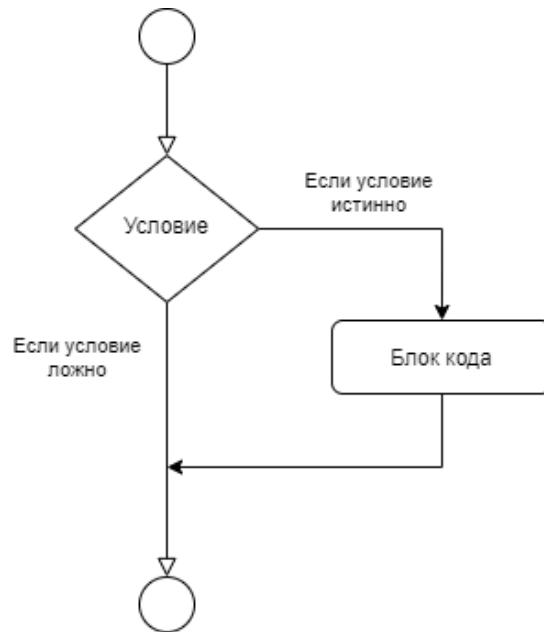 Если условие
истинно
Условие
Если условие
ложно
Блок кода